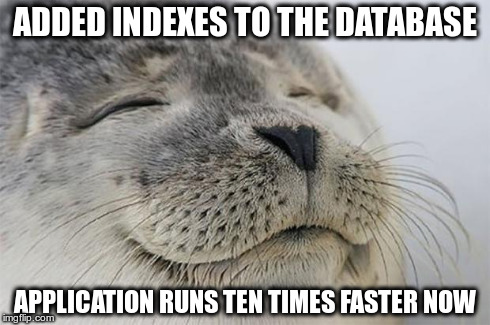 ADDED INDEXES TO THE DATABASE
APPLICATION RUNS TEN TIMES FASTER NOW
imgflip.com